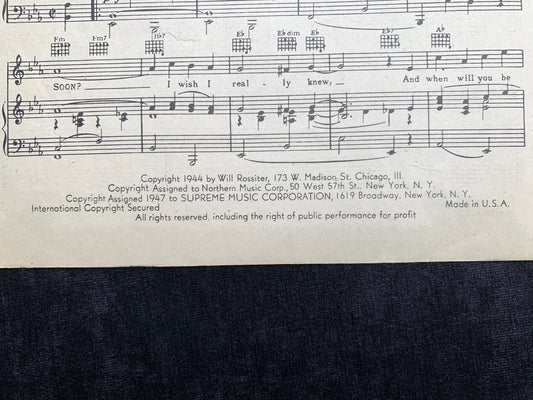 Fm Fm7 Bb7 Eb Eb dim Eb Eb7 Ab
SOON? I wish I real - ly knew, And when will you be
Copyright 1944 by Will Rossiter, 173 W. Madison St. Chicago, Ill.
Copyright Assigned to Northern Music Corp., 50 West 57th St., New York, N. Y.
Copyright Assigned 1947 to SUPREME MUSIC CORPORATION, 1619 Broadway. New York, N. Y.
International Copyright Secured Made in U.S.A.
All rights reserved. including the right of public performance for profit